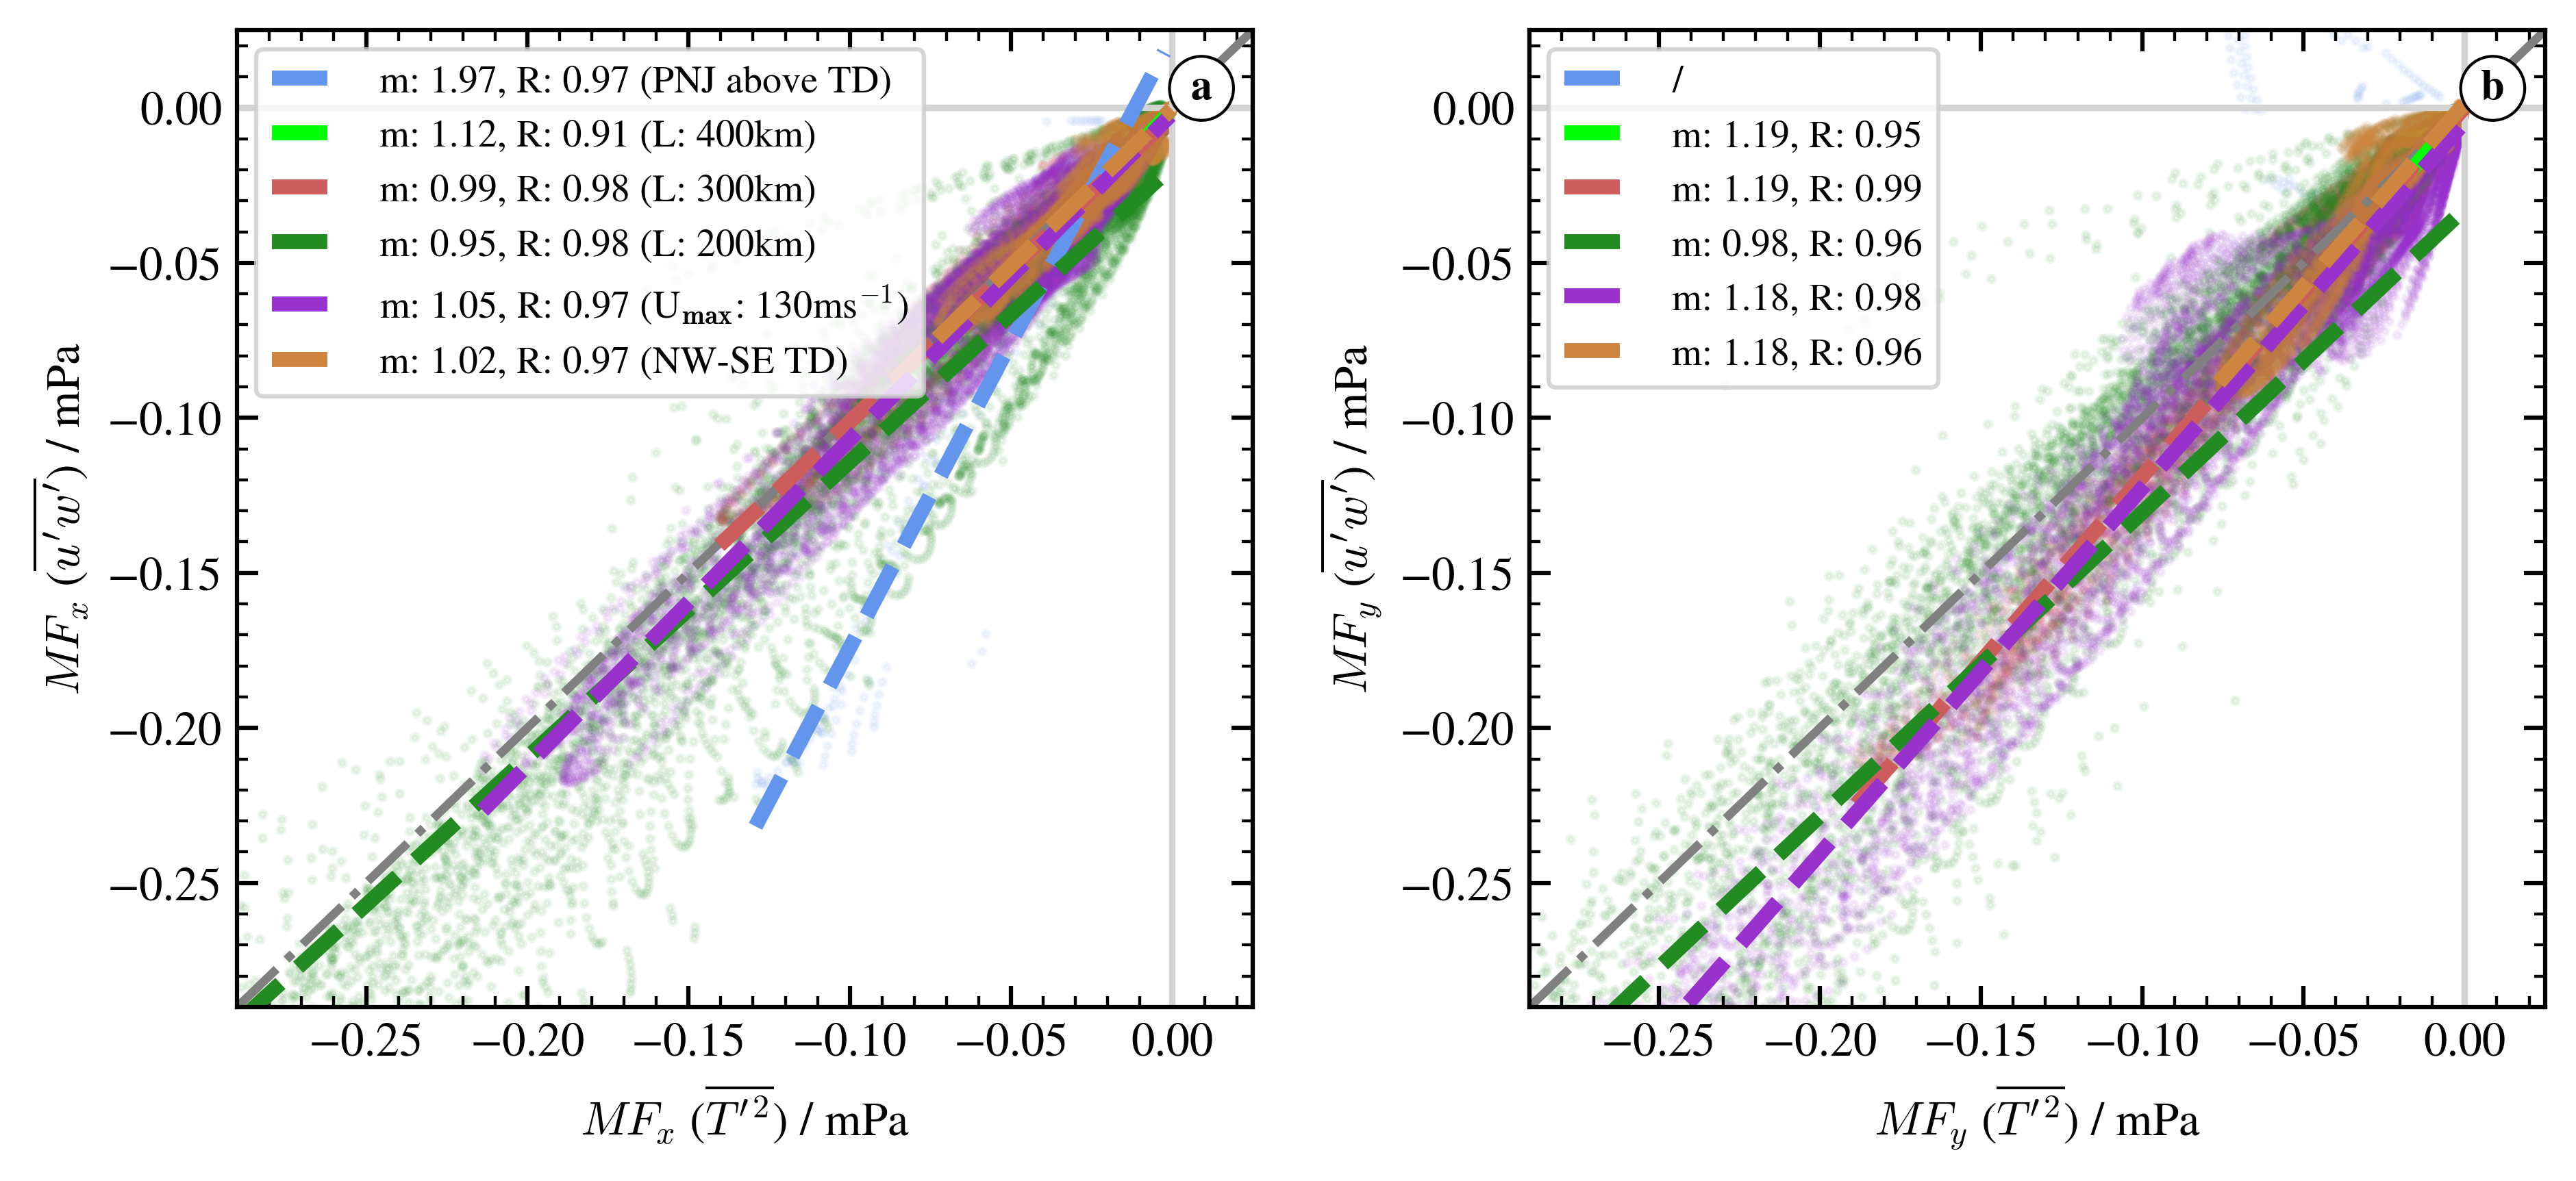 m: 1.97, R: 0.97 (PNJ above TD)
m: 1.12, R: 0.91 (L: 400km)
m: 0.99, R: 0.98 (L: 300km)
m: 0.95, R: 0.98 (L: 200km)
m: 1.05, R: 0.97 (U_max: 130ms⁻¹)
m: 1.02, R: 0.97 (NW-SE TD)
a
0.00
−0.05
−0.10
−0.15
−0.20
−0.25
MF_x (u′w′) / mPa
−0.25 −0.20 −0.15 −0.10 −0.05 0.00
MF_x (T′²) / mPa
/
m: 1.19, R: 0.95
m: 1.19, R: 0.99
m: 0.98, R: 0.96
m: 1.18, R: 0.98
m: 1.18, R: 0.96
b
0.00
−0.05
−0.10
−0.15
−0.20
−0.25
MF_y (u′w′) / mPa
−0.25 −0.20 −0.15 −0.10 −0.05 0.00
MF_y (T′²) / mPa